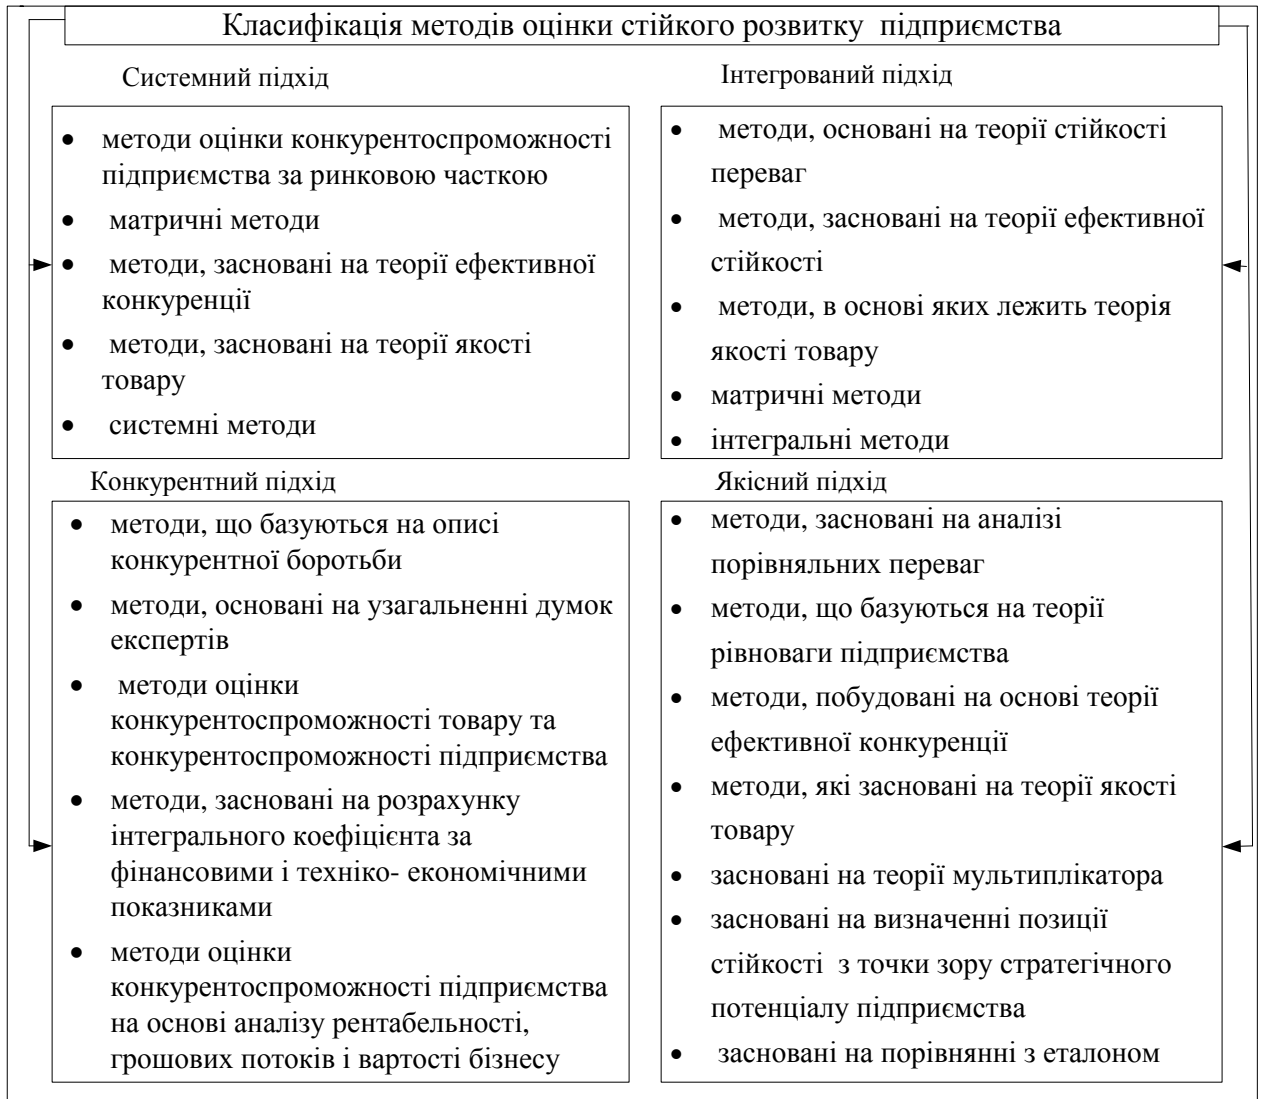 Класифікація методів оцінки стійкого розвитку підприємства
Системний підхід
• методи оцінки конкурентоспроможності
підприємства за ринковою часткою
• матричні методи
• методи, засновані на теорії ефективної
конкуренції
• методи, засновані на теорії якості
товару
• системні методи
Інтегрований підхід
• методи, основані на теорії стійкості
переваг
• методи, засновані на теорії ефективної
стійкості
• методи, в основі яких лежить теорія
якості товару
• матричні методи
• інтегральні методи
Конкурентний підхід
• методи, що базуються на описі
конкурентної боротьби
• методи, основані на узагальненні думок
експертів
• методи оцінки
конкурентоспроможності товару та
конкурентоспроможності підприємства
• методи, засновані на розрахунку
інтегрального коефіцієнта за
фінансовими і техніко- економічними
показниками
• методи оцінки
конкурентоспроможності підприємства
на основі аналізу рентабельності,
грошових потоків і вартості бізнесу
Якісний підхід
• методи, засновані на аналізі
порівняльних переваг
• методи, що базуються на теорії
рівноваги підприємства
• методи, побудовані на основі теорії
ефективної конкуренції
• методи, які засновані на теорії якості
товару
• засновані на теорії мультиплікатора
• засновані на визначенні позиції
стійкості з точки зору стратегічного
потенціалу підприємства
• засновані на порівнянні з еталоном